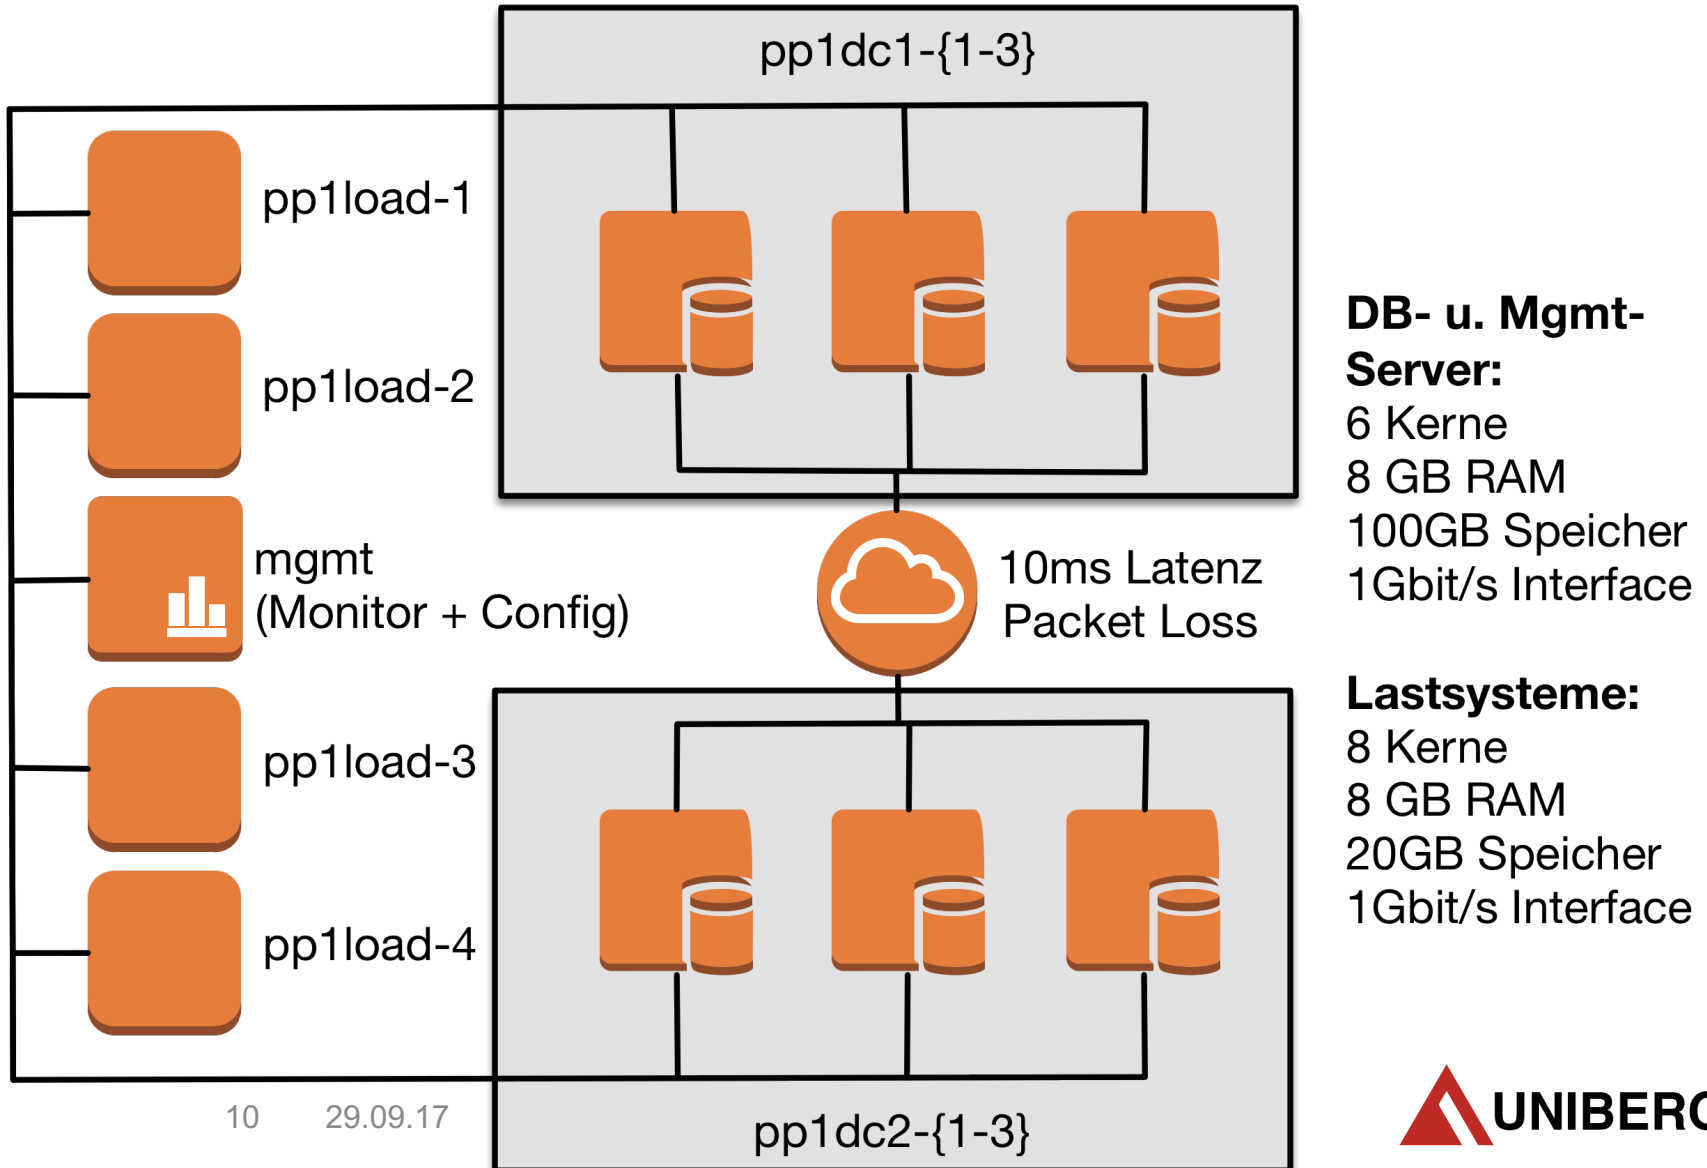 pp1dc1-{1-3}
pp1load-1
pp1load-2
mgmt
(Monitor + Config)
pp1load-3
pp1load-4
10ms Latenz
Packet Loss
pp1dc2-{1-3}
DB- u. Mgmt-
Server:
6 Kerne
8 GB RAM
100GB Speicher
1Gbit/s Interface
Lastsysteme:
8 Kerne
8 GB RAM
20GB Speicher
1Gbit/s Interface
10 29.09.17